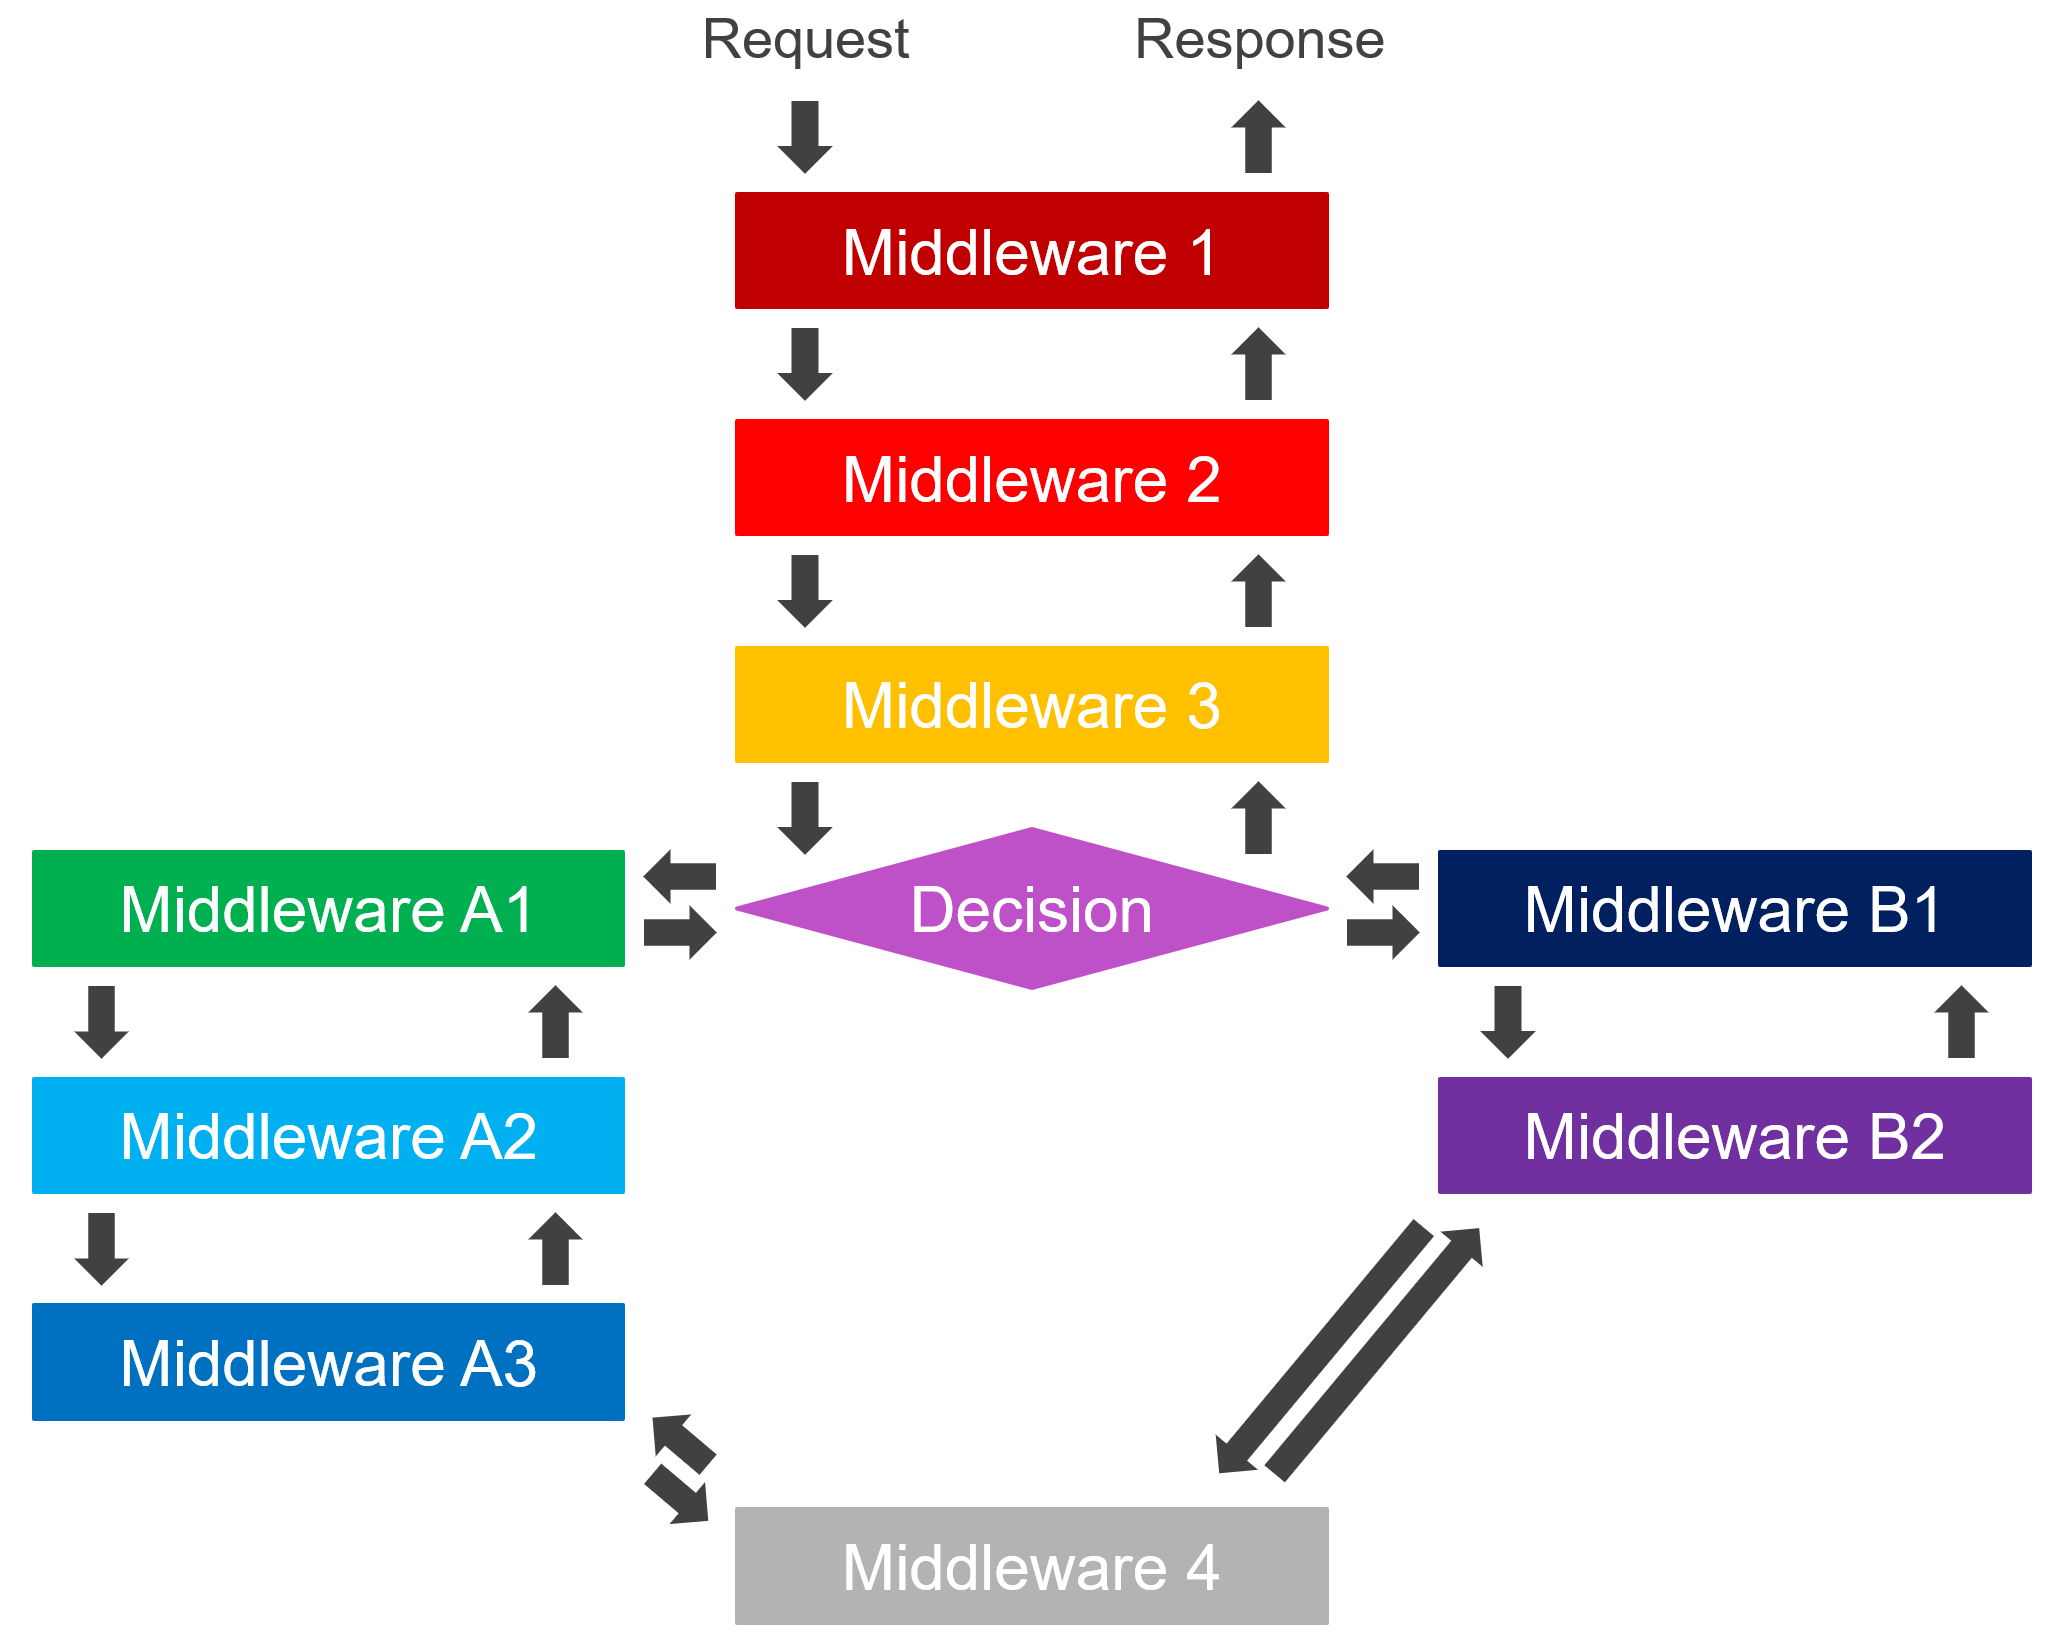 Request
Response
Middleware 1
Middleware 2
Middleware 3
Middleware A1
Decision
Middleware B1
Middleware A2
Middleware B2
Middleware A3
Middleware 4